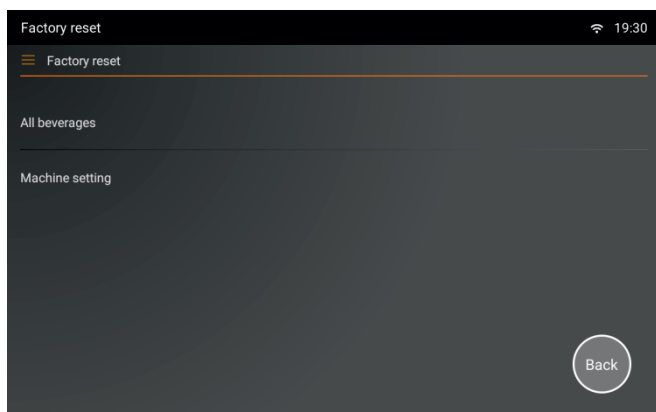 Factory reset
19:30
Factory reset
All beverages
Machine setting
Back